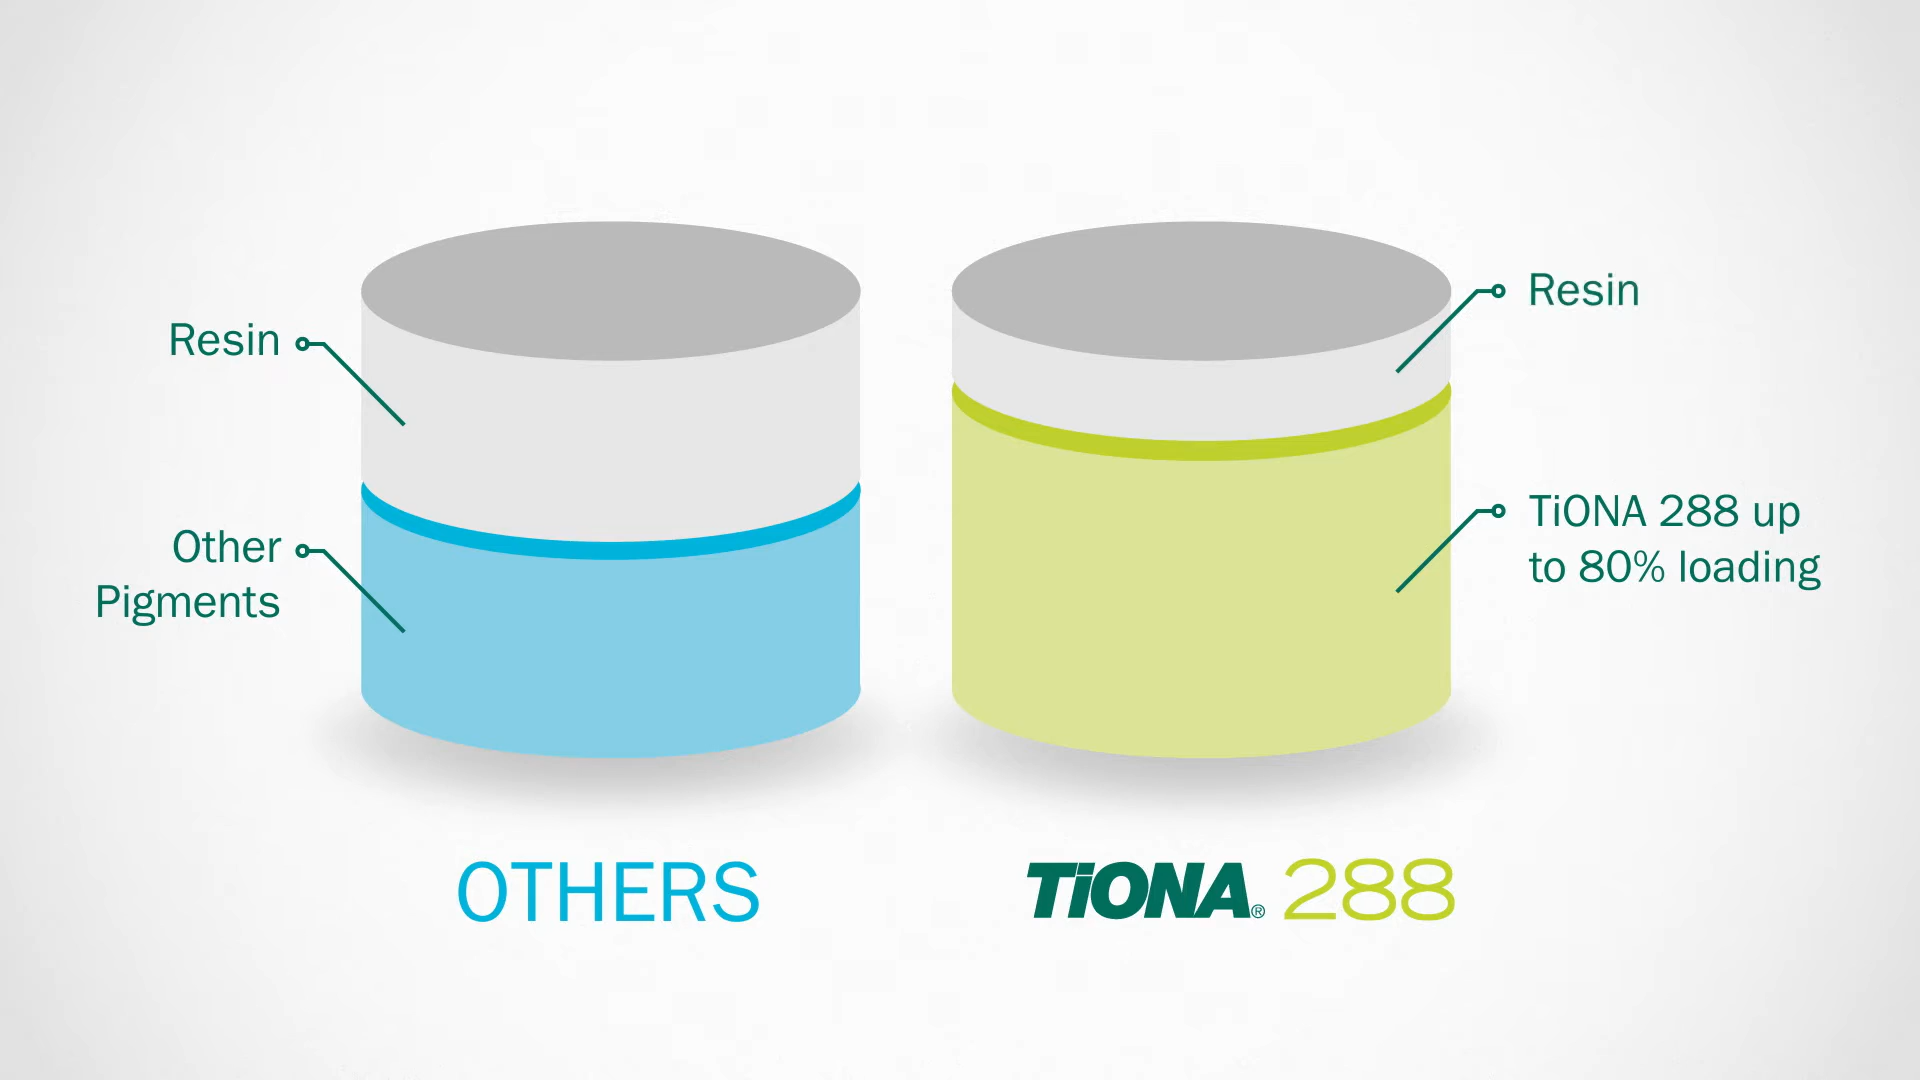 Resin
Other
Pigments
OTHERS
Resin
TiONA 288 up
to 80% loading
TiONA® 288